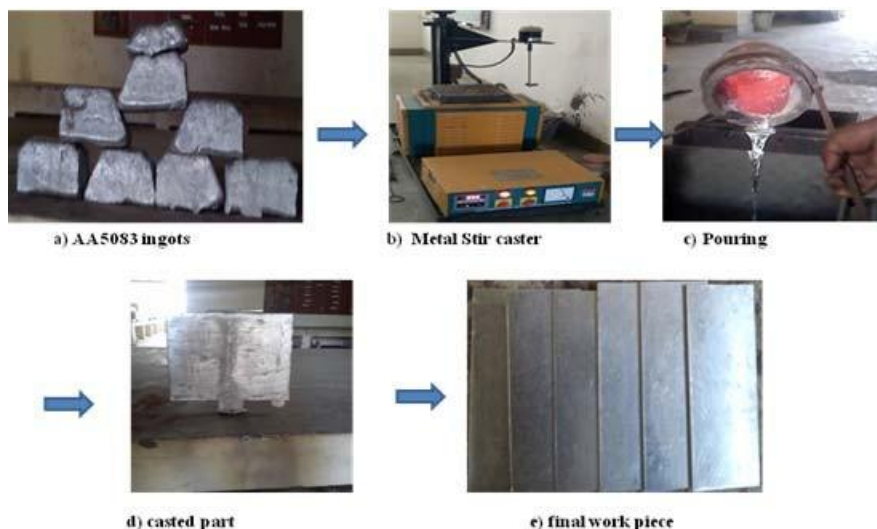 a) AA5083 ingots
b) Metal Stir caster
c) Pouring
d) casted part
e) final work piece